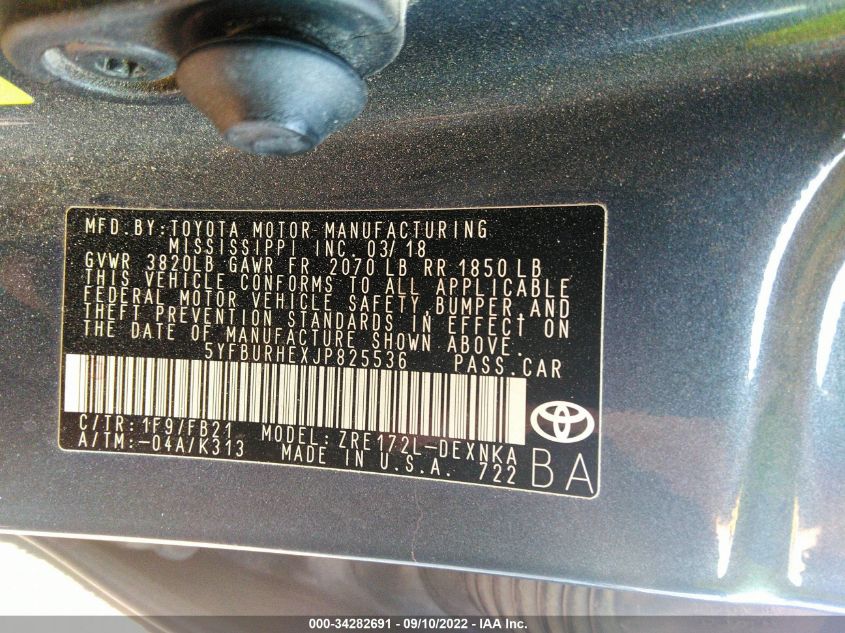 MFD.BY:TOYOTA MOTOR MANUFACTURING
MISSISSIPPI INC. 03/18
GVWR 3820LB GAWR FR 2070 LB RR 1850 LB
THIS VEHICLE CONFORMS TO ALL APPLICABLE
FEDERAL MOTOR VEHICLE SAFETY,BUMPER,AND
THEFT PREVENTION STANDARDS IN EFFECT ON
THE DATE OF MANUFACTURE SHOWN ABOVE.
5YFBURHEXJP825536 PASS.CAR
C/TR:1F9/FB21 MODEL:ZRE172L-DEXNKA
A/TM:-04A/K313 MADE IN U.S.A. 722
BA
000-34282691 - 09/10/2022 - IAA Inc.